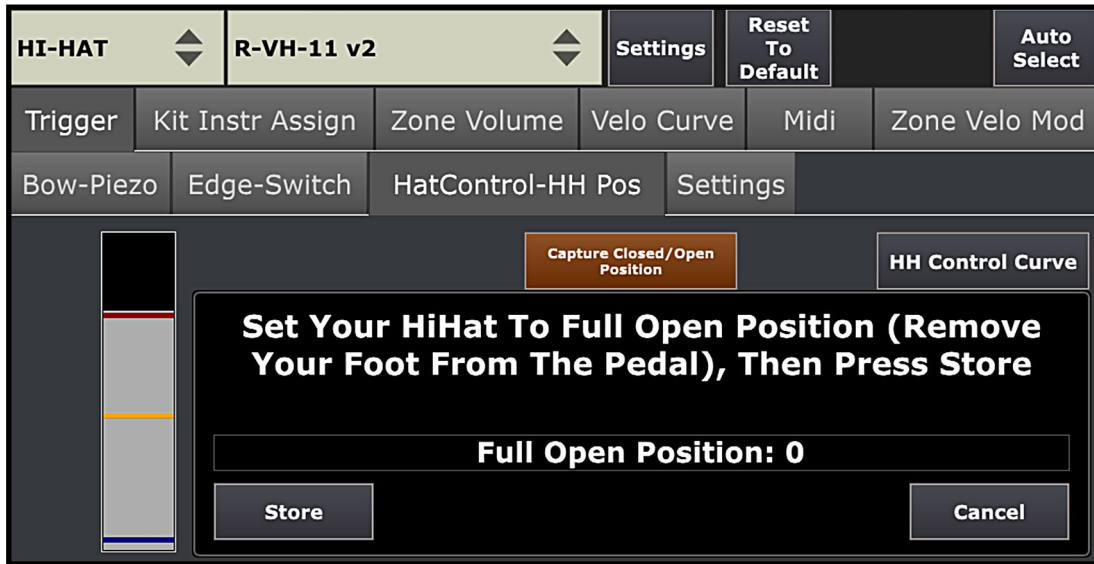 HI-HAT
R-VH-11 v2
Settings
Reset
To
Default
Auto
Select
Trigger
Kit Instr Assign
Zone Volume
Velo Curve
Midi
Zone Velo Mod
Bow-Piezo
Edge-Switch
HatControl-HH Pos
Settings
Capture Closed/Open
Position
HH Control Curve
Set Your HiHat To Full Open Position (Remove
Your Foot From The Pedal), Then Press Store
Full Open Position: 0
Store
Cancel